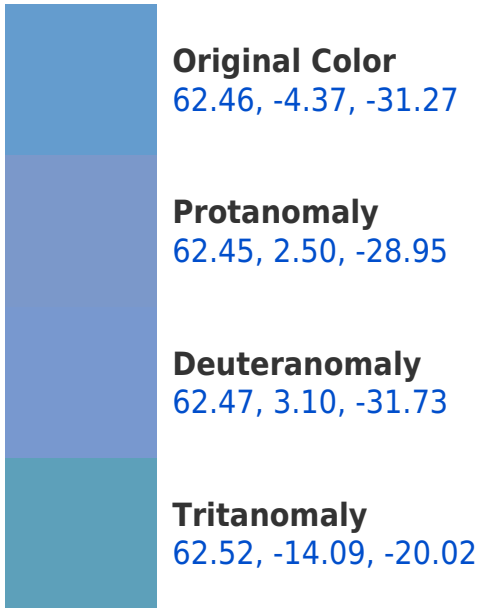 Original Color
62.46, -4.37, -31.27
Protanomaly
62.45, 2.50, -28.95
Deuteranomaly
62.47, 3.10, -31.73
Tritanomaly
62.52, -14.09, -20.02